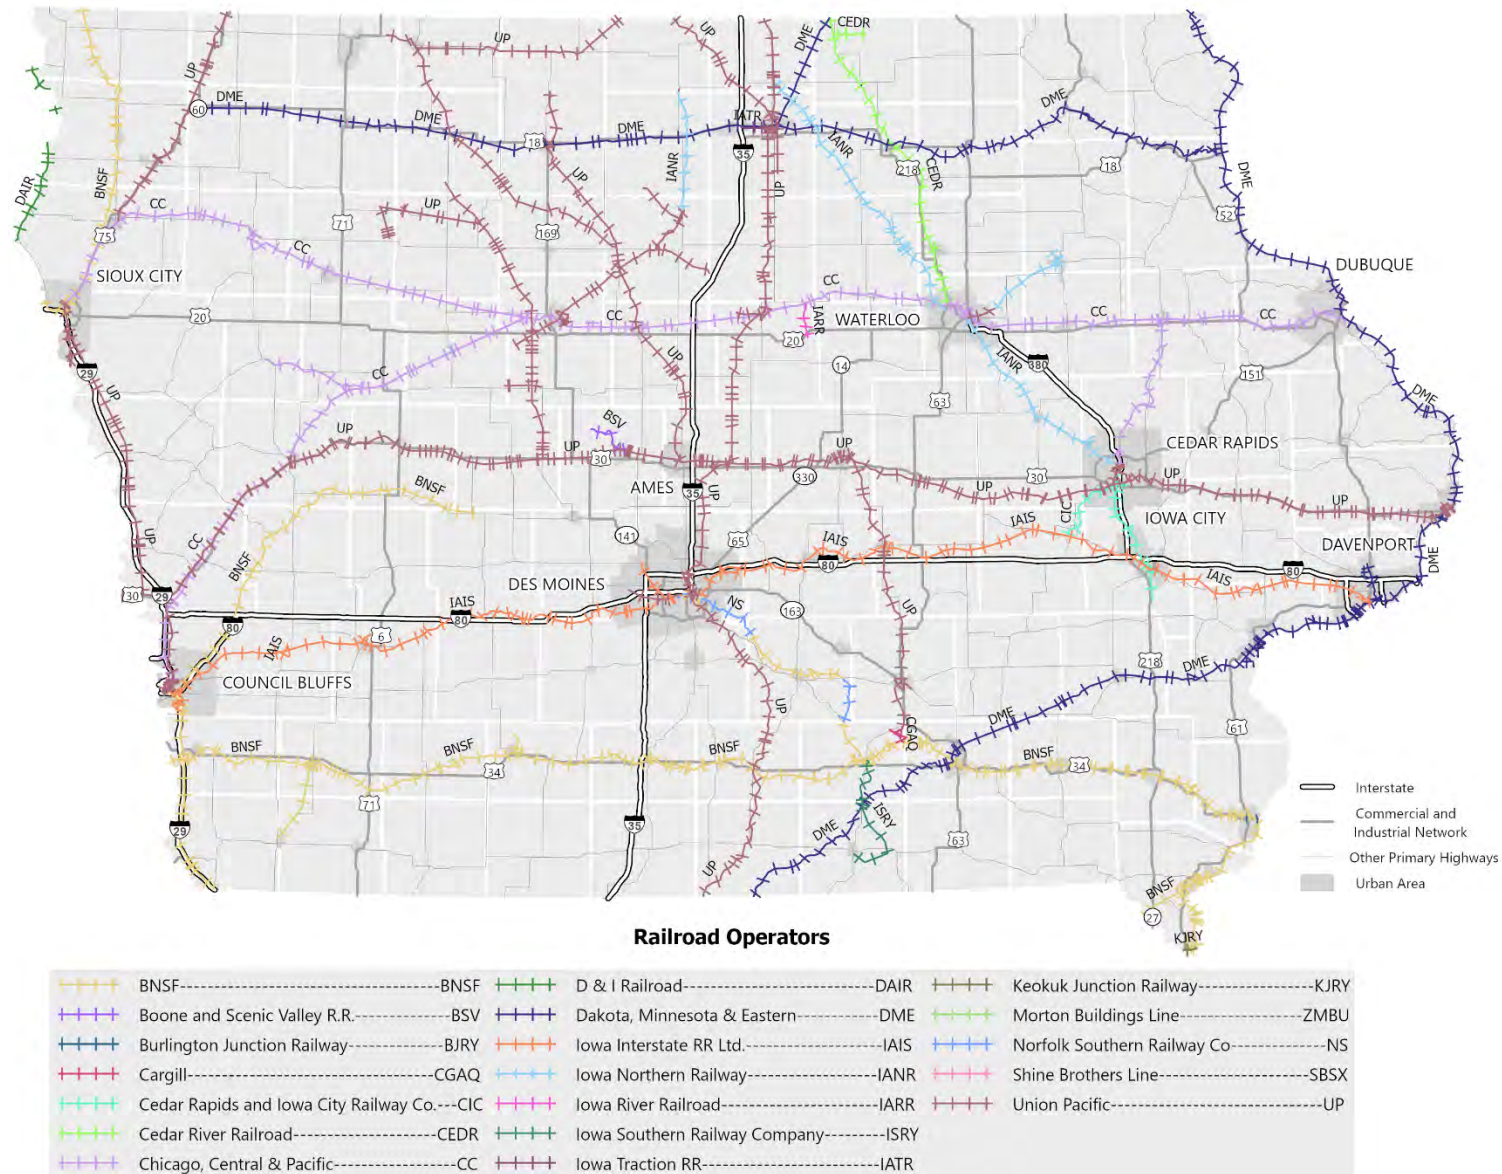 CEDR
UP
UP
DME
UP
71
35
UP
60
DME
DME
DME
IATR
DME
18
IANR
IANR
218
CEDR
18
DME
BNSF
DAIR
UP
UP
UP
CC
75
71
169
52
CC
SIOUX CITY
DUBUQUE
CC
20
CC
IARR
WATERLOO
20
CC
CC
29
UP
CC
UP
14
IANR
380
151
63
DME
BSV
UP
UP
30
UP
CEDAR RAPIDS
BNSF
AMES
35
UP
330
UP
30
UP
UP
CIC
IOWA CITY
IAIS
UP
CC
BNSF
141
65
IAIS
80
DAVENPORT
DME
80
IAIS
30
29
DES MOINES
IAIS
80
NS
163
UP
80
IAIS
6
218
DME
COUNCIL BLUFFS
UP
DME
CGAQ
61
BNSF
BNSF
34
BNSF
BNSF
34
71
29
35
DME
ISRY
63
UP
BNSF
27
KJRY
Interstate
Commercial and
Industrial Network
Other Primary Highways
Urban Area
Railroad Operators
BNSF------------------------------------BNSF
Boone and Scenic Valley R.R.-------------BSV
Burlington Junction Railway-------------BJRY
Cargill---------------------------------CGAQ
Cedar Rapids and Iowa City Railway Co.---CIC
Cedar River Railroad--------------------CEDR
Chicago, Central & Pacific----------------CC
D & I Railroad--------------------------DAIR
Dakota, Minnesota & Eastern-----------DME
Iowa Interstate RR Ltd.------------------IAIS
Iowa Northern Railway-----------------IANR
Iowa River Railroad---------------------IARR
Iowa Southern Railway Company--------ISRY
Iowa Traction RR------------------------IATR
Keokuk Junction Railway----------------KJRY
Morton Buildings Line------------------ZMBU
Norfolk Southern Railway Co-------------NS
Shine Brothers Line---------------------SBSX
Union Pacific-----------------------------UP